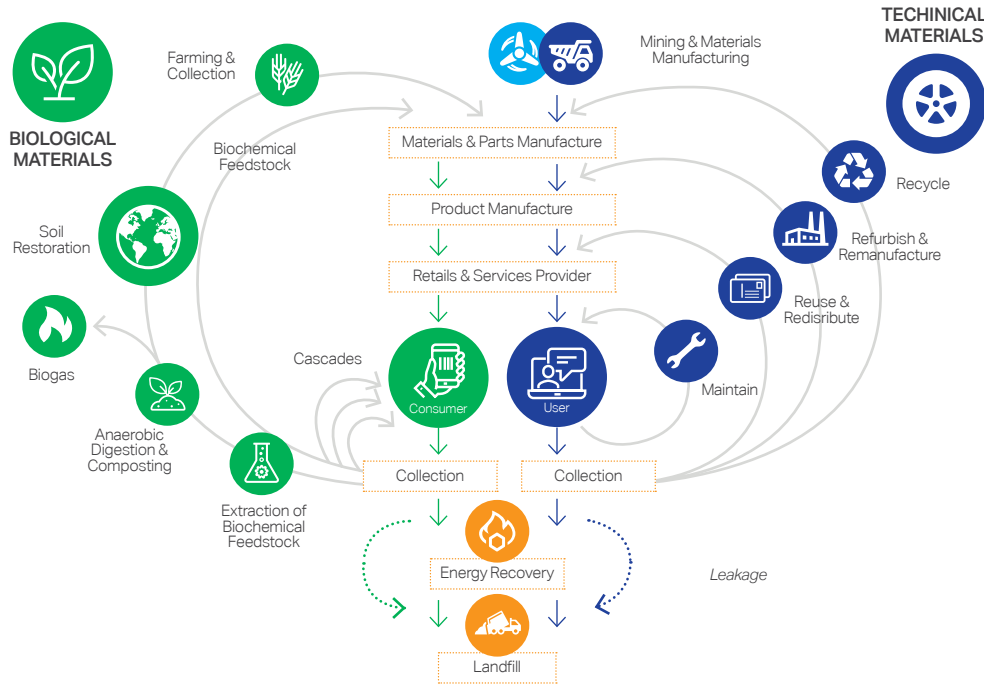 BIOLOGICAL
MATERIALS
Farming &
Collection
Biochemical
Feedstock
Soil
Restoration
Biogas
Anaerobic
Digestion &
Composting
Extraction of
Biochemical
Feedstock
Cascades
Mining & Materials
Manufacturing
Materials & Parts Manufacture
Product Manufacture
Retails & Services Provider
Consumer
User
Collection
Collection
Energy Recovery
Landfill
TECHINICAL
MATERIALS
Recycle
Refurbish &
Remanufacture
Reuse &
Redisribute
Maintain
Leakage